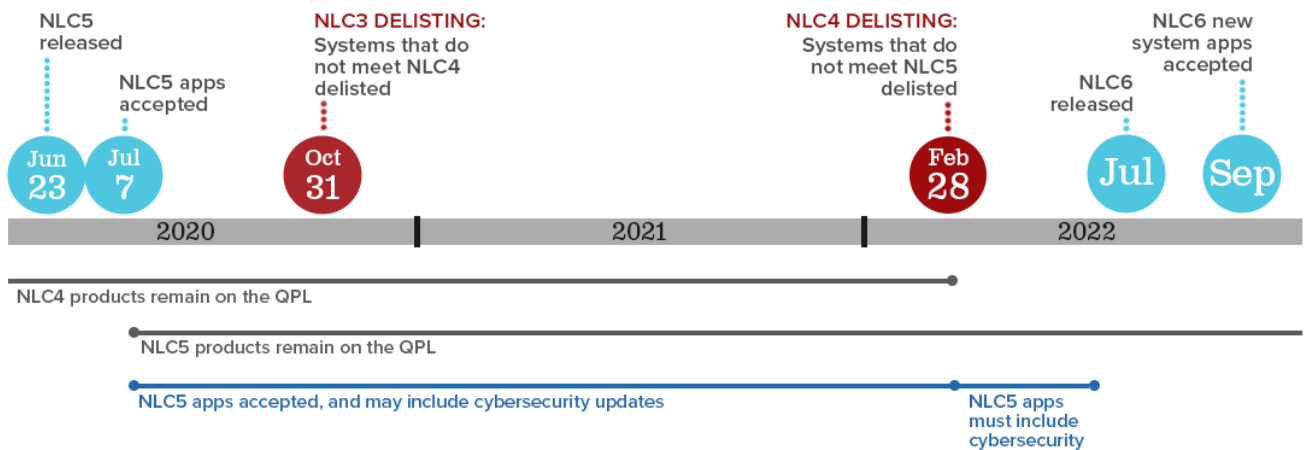 NLC5
released
NLC5 apps
accepted
NLC3 DELISTING:
Systems that do
not meet NLC4
delisted
NLC4 DELISTING:
Systems that do
not meet NLC5
delisted
NLC6
released
NLC6 new
system apps
accepted
Jun
23
Jul
7
Oct
31
Feb
28
Jul
Sep
2020
2021
2022
NLC4 products remain on the QPL
NLC5 products remain on the QPL
NLC5 apps accepted, and may include cybersecurity updates
NLC5 apps
must include
cybersecurity